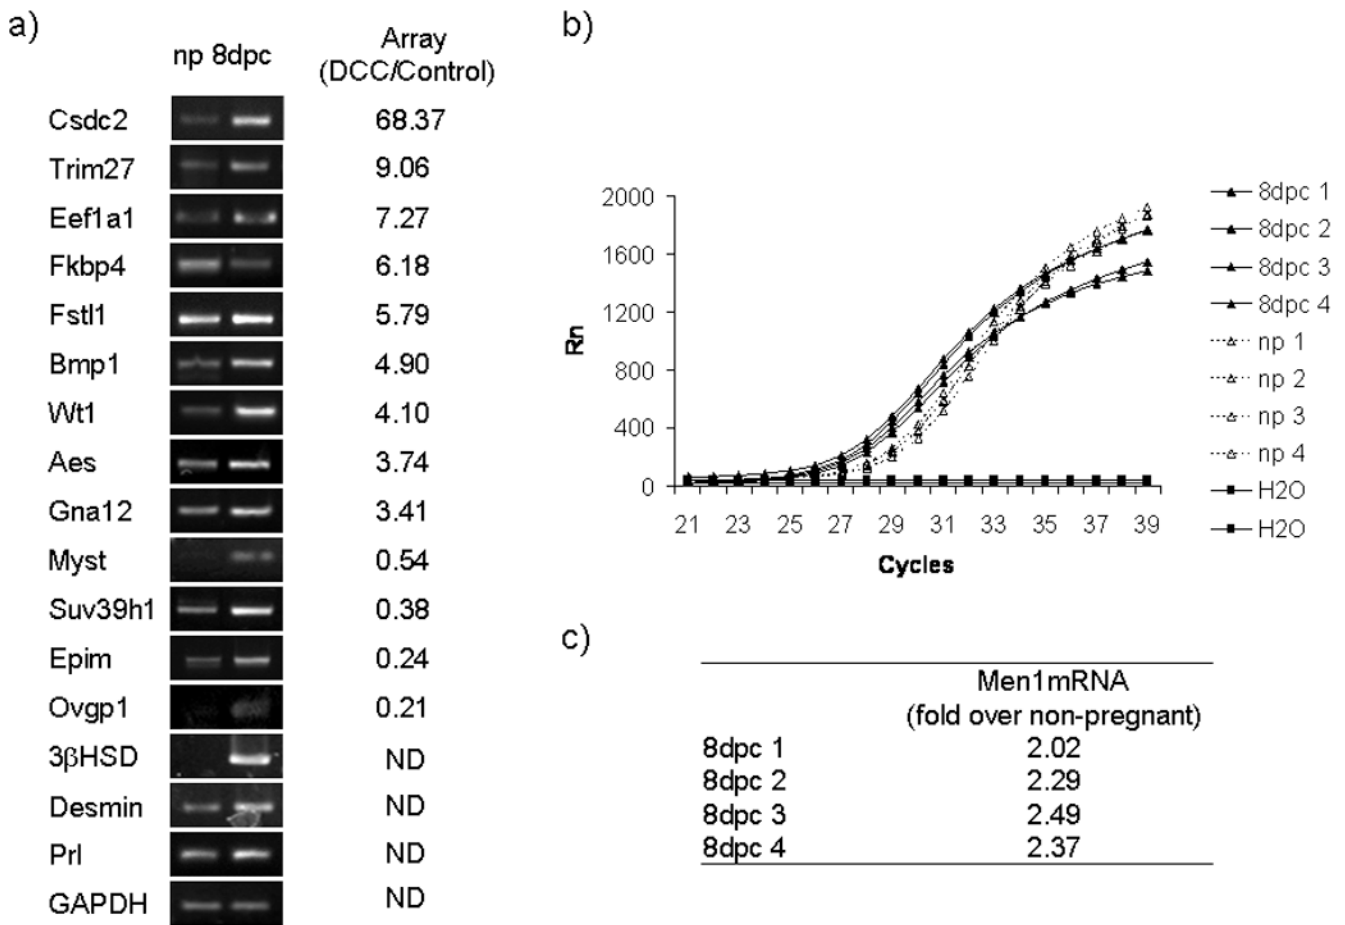 a)
np 8dpc
Array
(DCC/Control)
Csdc2 68.37
Trim27 9.06
Eef1a1 7.27
Fkbp4 6.18
Fstl1 5.79
Bmp1 4.90
Wt1 4.10
Aes 3.74
Gna12 3.41
Myst 0.54
Suv39h1 0.38
Epim 0.24
Ovgp1 0.21
3βHSD ND
Desmin ND
Prl ND
GAPDH ND
b)
2000
1600
1200
800
400
0
Rn
21 23 25 27 29 31 33 35 37 39
Cycles
8dpc 1
8dpc 2
8dpc 3
8dpc 4
np 1
np 2
np 3
np 4
H2O
H2O
c)
Men1mRNA
(fold over non-pregnant)
8dpc 1 2.02
8dpc 2 2.29
8dpc 3 2.49
8dpc 4 2.37